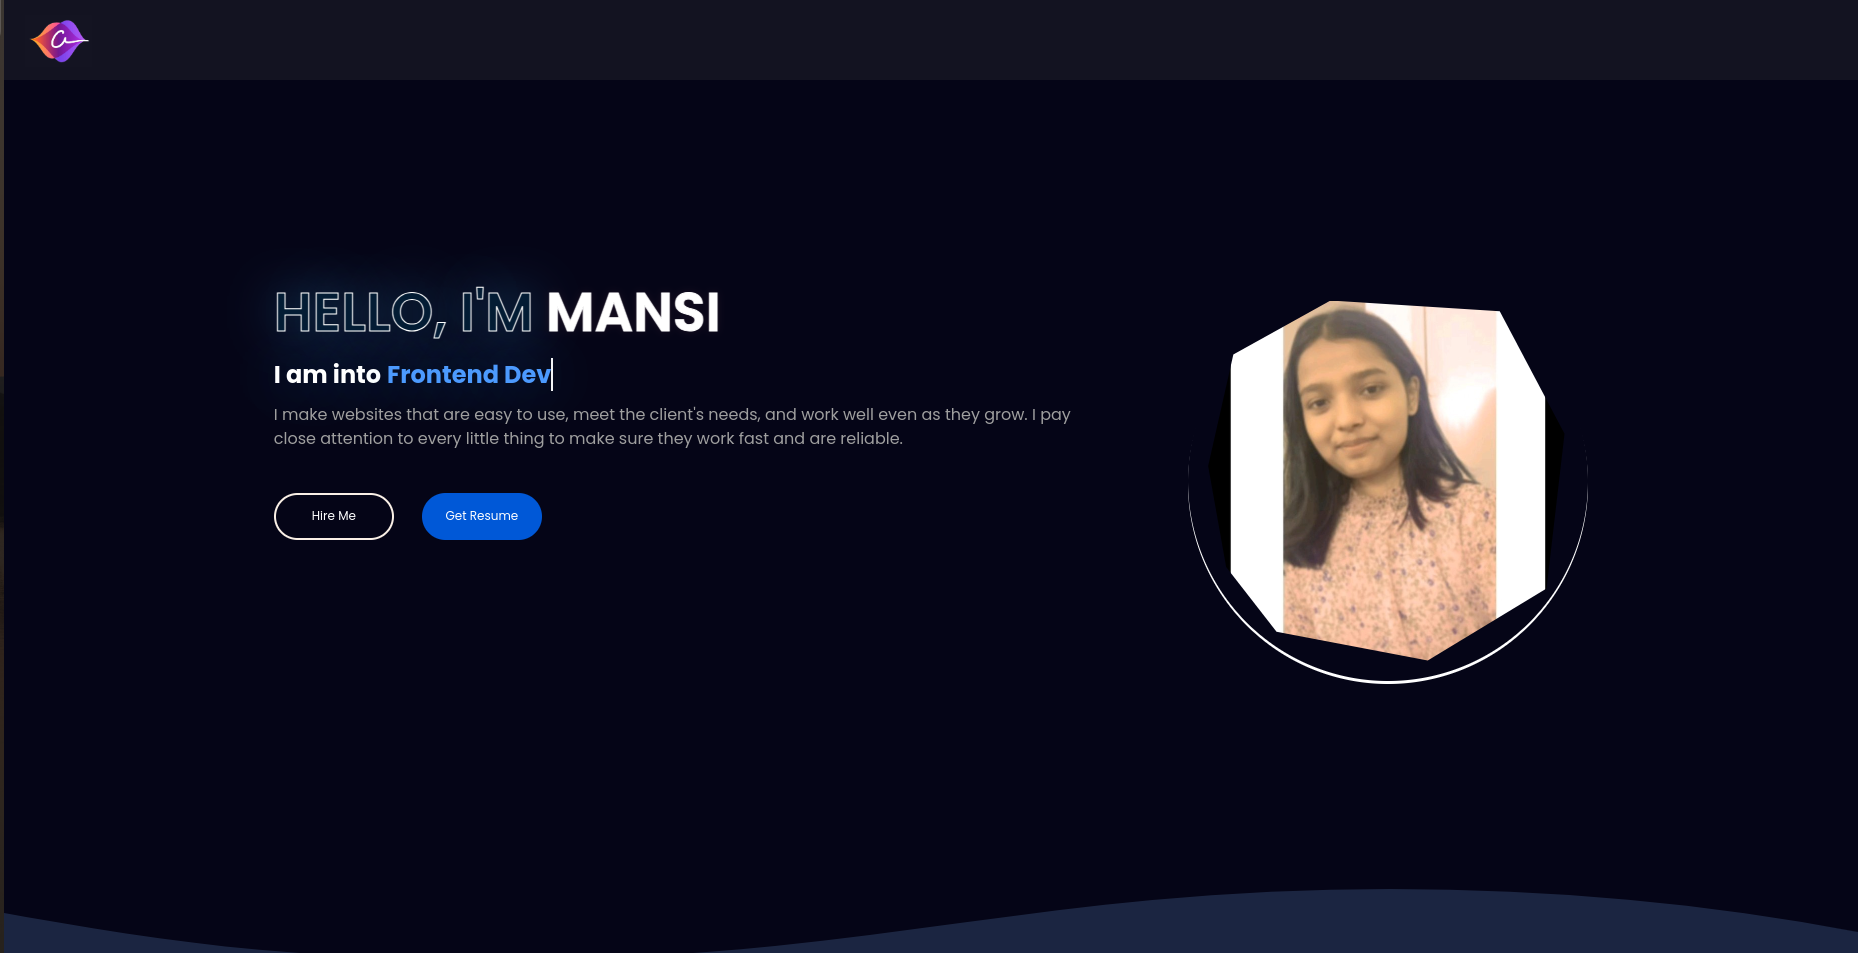 HELLO, I'M MANSI
I am into Frontend Dev
I make websites that are easy to use, meet the client's needs, and work well even as they grow. I pay
close attention to every little thing to make sure they work fast and are reliable.
Hire Me
Get Resume